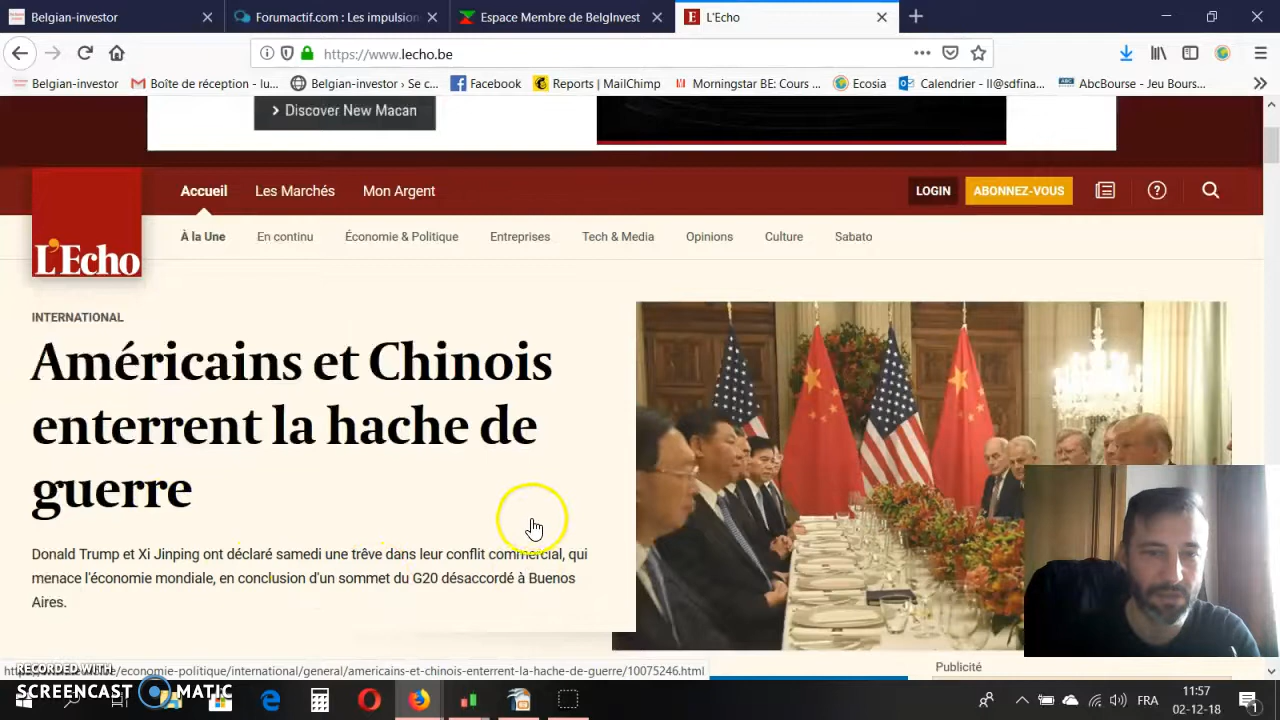 Belgian-investor
Forumactif.com : Les impulsion
Espace Membre de BelgInvest
L'Echo
https://www.lecho.be
Belgian-investor
Boîte de réception - lu...
Belgian-investor › Se c...
Facebook
Reports | MailChimp
Morningstar BE: Cours ...
Ecosia
Calendrier - ll@sdfina...
AbcBourse - Jeu Bours...
Discover New Macan
Accueil
Les Marchés
Mon Argent
LOGIN
ABONNEZ-VOUS
L'Echo
À la Une
En continu
Économie & Politique
Entreprises
Tech & Media
Opinions
Culture
Sabato
INTERNATIONAL
Américains et Chinois
enterrent la hache de
guerre
Donald Trump et Xi Jinping ont déclaré samedi une trêve dans leur conflit commercial, qui
menace l'économie mondiale, en conclusion d'un sommet du G20 désaccordé à Buenos
Aires.
/economie-politique/international/general/americains-et-chinois-enterrent-la-hache-de-guerre/10075246.html
Publicité
RECORDED WITH
SCREENCAST MATIC
FRA
11:57
02-12-18
1